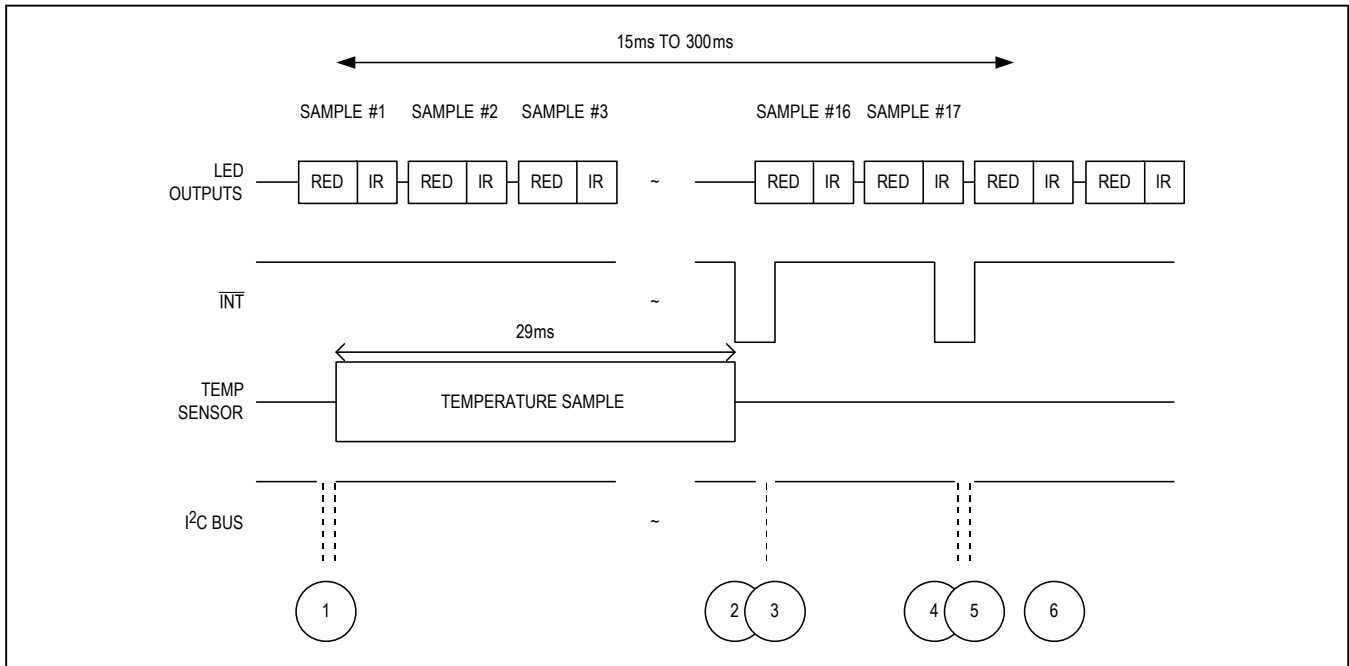 15ms TO 300ms
SAMPLE #1 SAMPLE #2 SAMPLE #3 SAMPLE #16 SAMPLE #17
LED
OUTPUTS
RED IR RED IR RED IR ~ RED IR RED IR RED IR RED IR
INT ~
29ms
TEMP
SENSOR
TEMPERATURE SAMPLE
I²C BUS ~
1 2 3 4 5 6